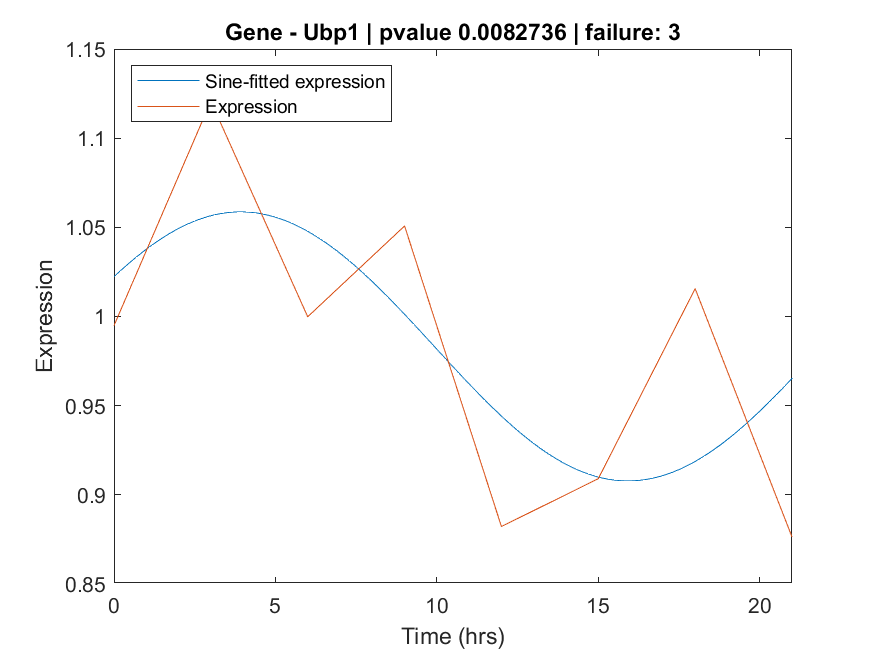 Gene - Ubp1 | pvalue 0.0082736 | failure: 3
1.15
Sine-fitted expression
Expression
1.1
1.05
1
0.95
0.9
0.85
Expression
0
5
10
15
20
Time (hrs)